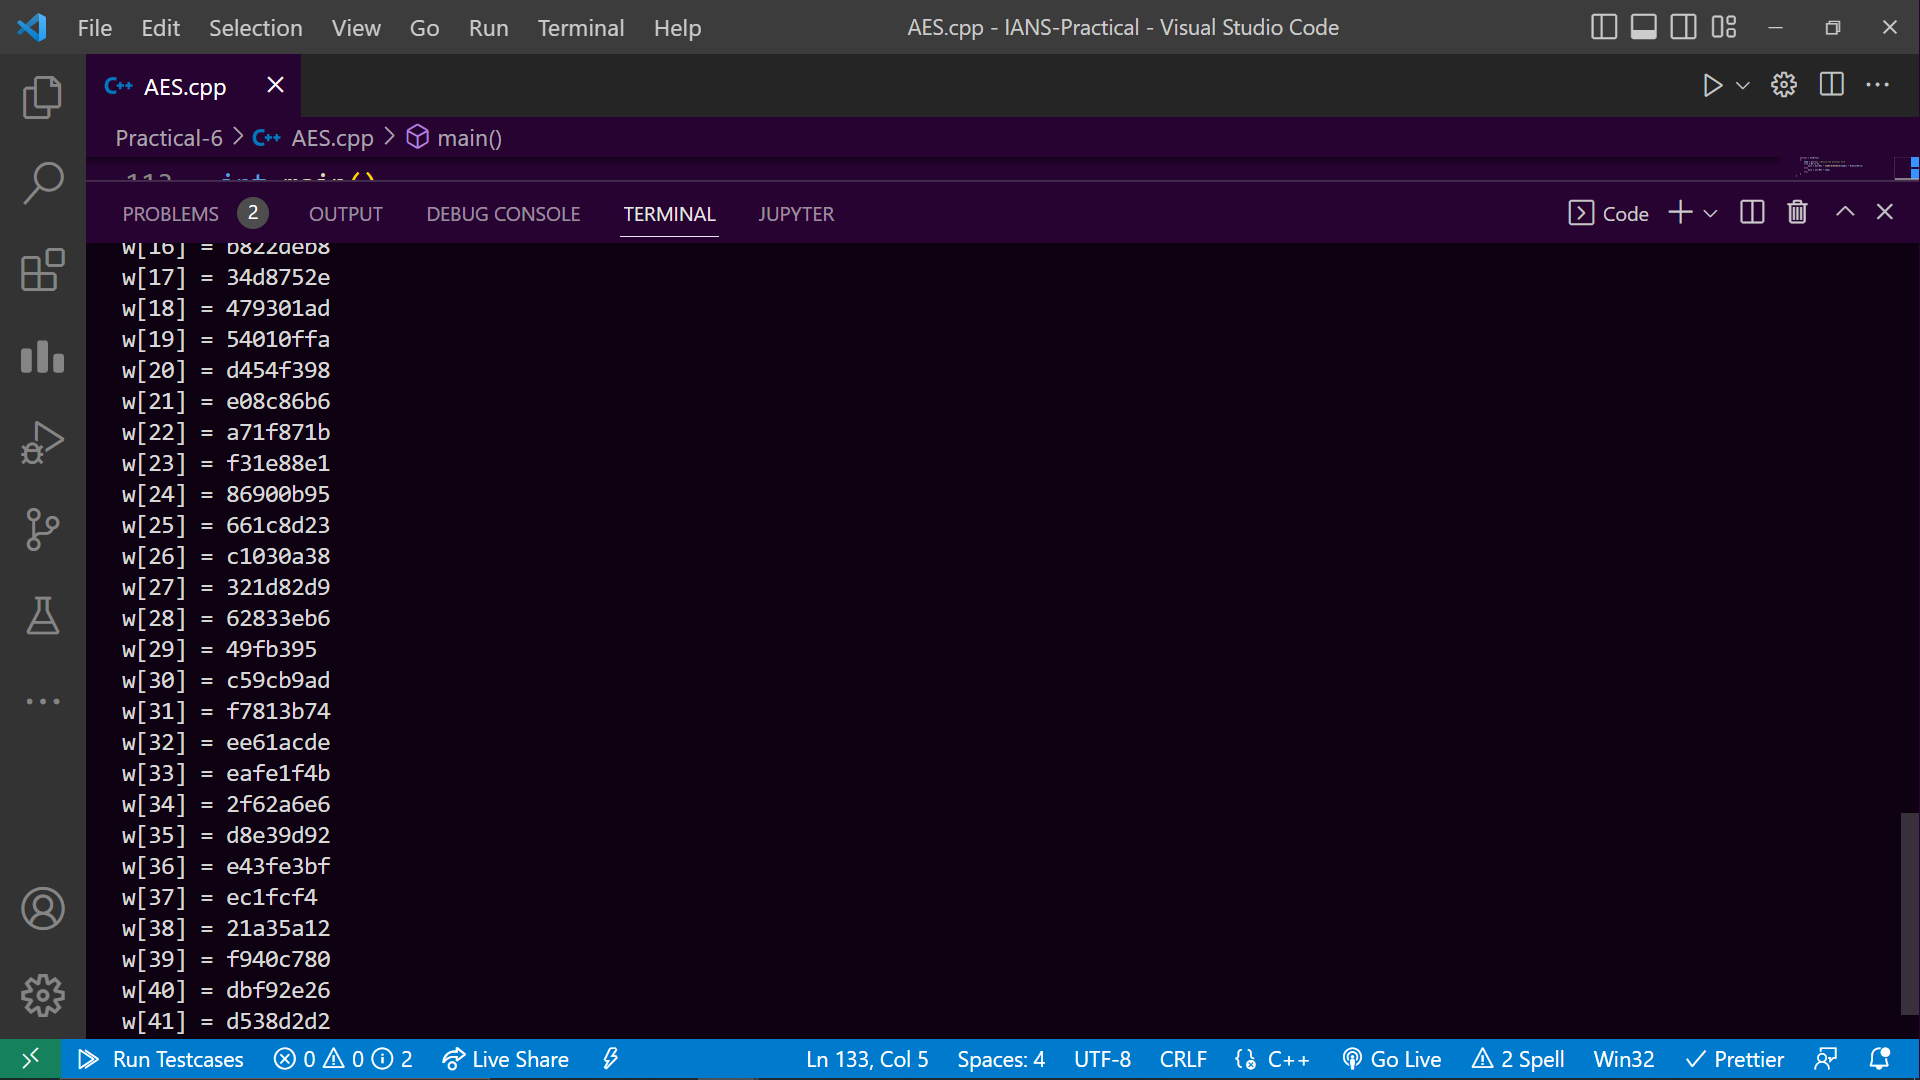 File Edit Selection View Go Run Terminal Help AES.cpp - IANS-Practical - Visual Studio Code
AES.cpp
Practical-6 > AES.cpp > main()
113 int main()
PROBLEMS 2 OUTPUT DEBUG CONSOLE TERMINAL JUPYTER Code
w[16] = b822deb8
w[17] = 34d8752e
w[18] = 479301ad
w[19] = 54010ffa
w[20] = d454f398
w[21] = e08c86b6
w[22] = a71f871b
w[23] = f31e88e1
w[24] = 86900b95
w[25] = 661c8d23
w[26] = c1030a38
w[27] = 321d82d9
w[28] = 62833eb6
w[29] = 49fb395
w[30] = c59cb9ad
w[31] = f7813b74
w[32] = ee61acde
w[33] = eafe1f4b
w[34] = 2f62a6e6
w[35] = d8e39d92
w[36] = e43fe3bf
w[37] = ec1fcf4
w[38] = 21a35a12
w[39] = f940c780
w[40] = dbf92e26
w[41] = d538d2d2
Run Testcases 0 0 2 Live Share Ln 133, Col 5 Spaces: 4 UTF-8 CRLF C++ Go Live 2 Spell Win32 Prettier